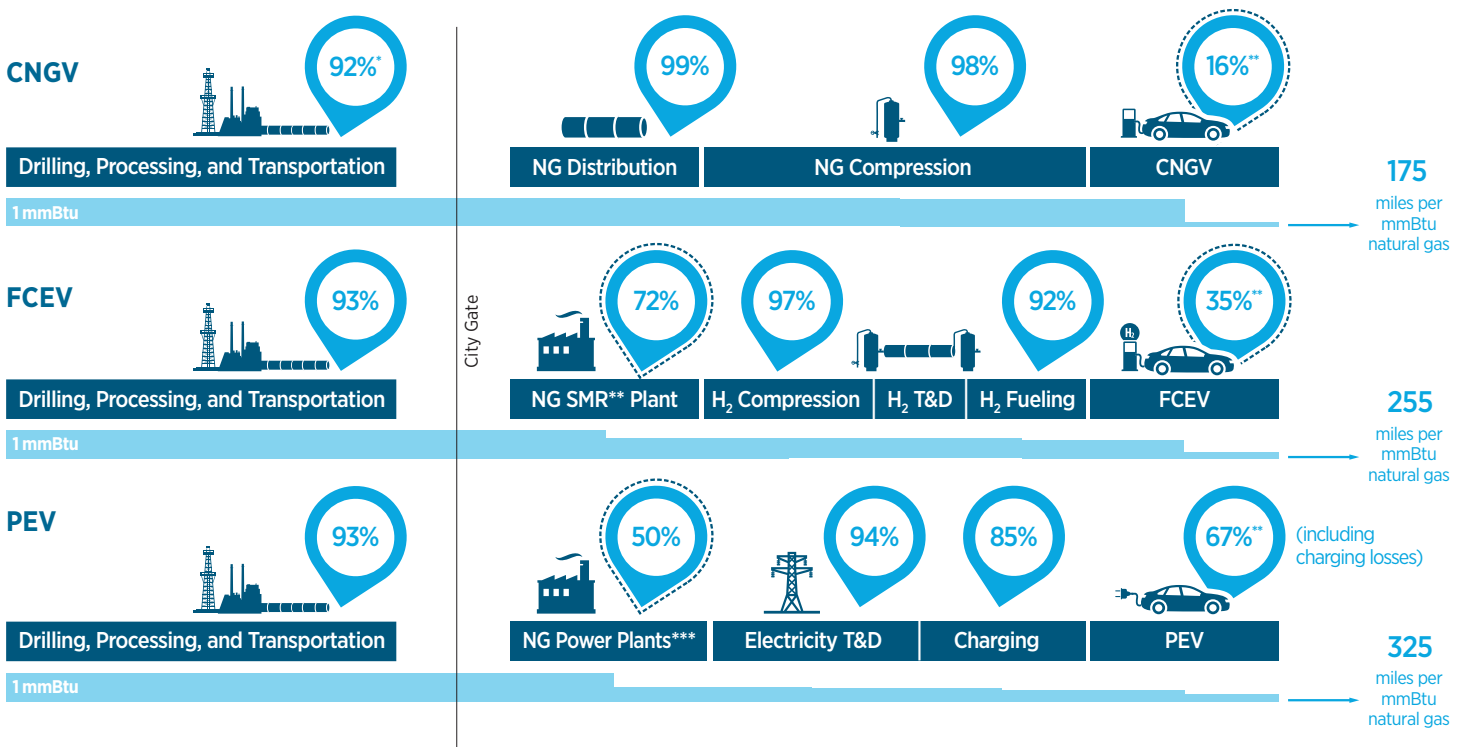 CNGV
92%*
99%
98%
16%**
Drilling, Processing, and Transportation
NG Distribution
NG Compression
CNGV
1 mmBtu
175
miles per
mmBtu
natural gas
City Gate
FCEV
93%
72%
97%
92%
H₂
35%**
Drilling, Processing, and Transportation
NG SMR** Plant
H₂ Compression
H₂ T&D
H₂ Fueling
FCEV
1 mmBtu
255
miles per
mmBtu
natural gas
PEV
93%
50%
94%
85%
67%**
(including
charging losses)
Drilling, Processing, and Transportation
NG Power Plants***
Electricity T&D
Charging
PEV
1 mmBtu
325
miles per
mmBtu
natural gas